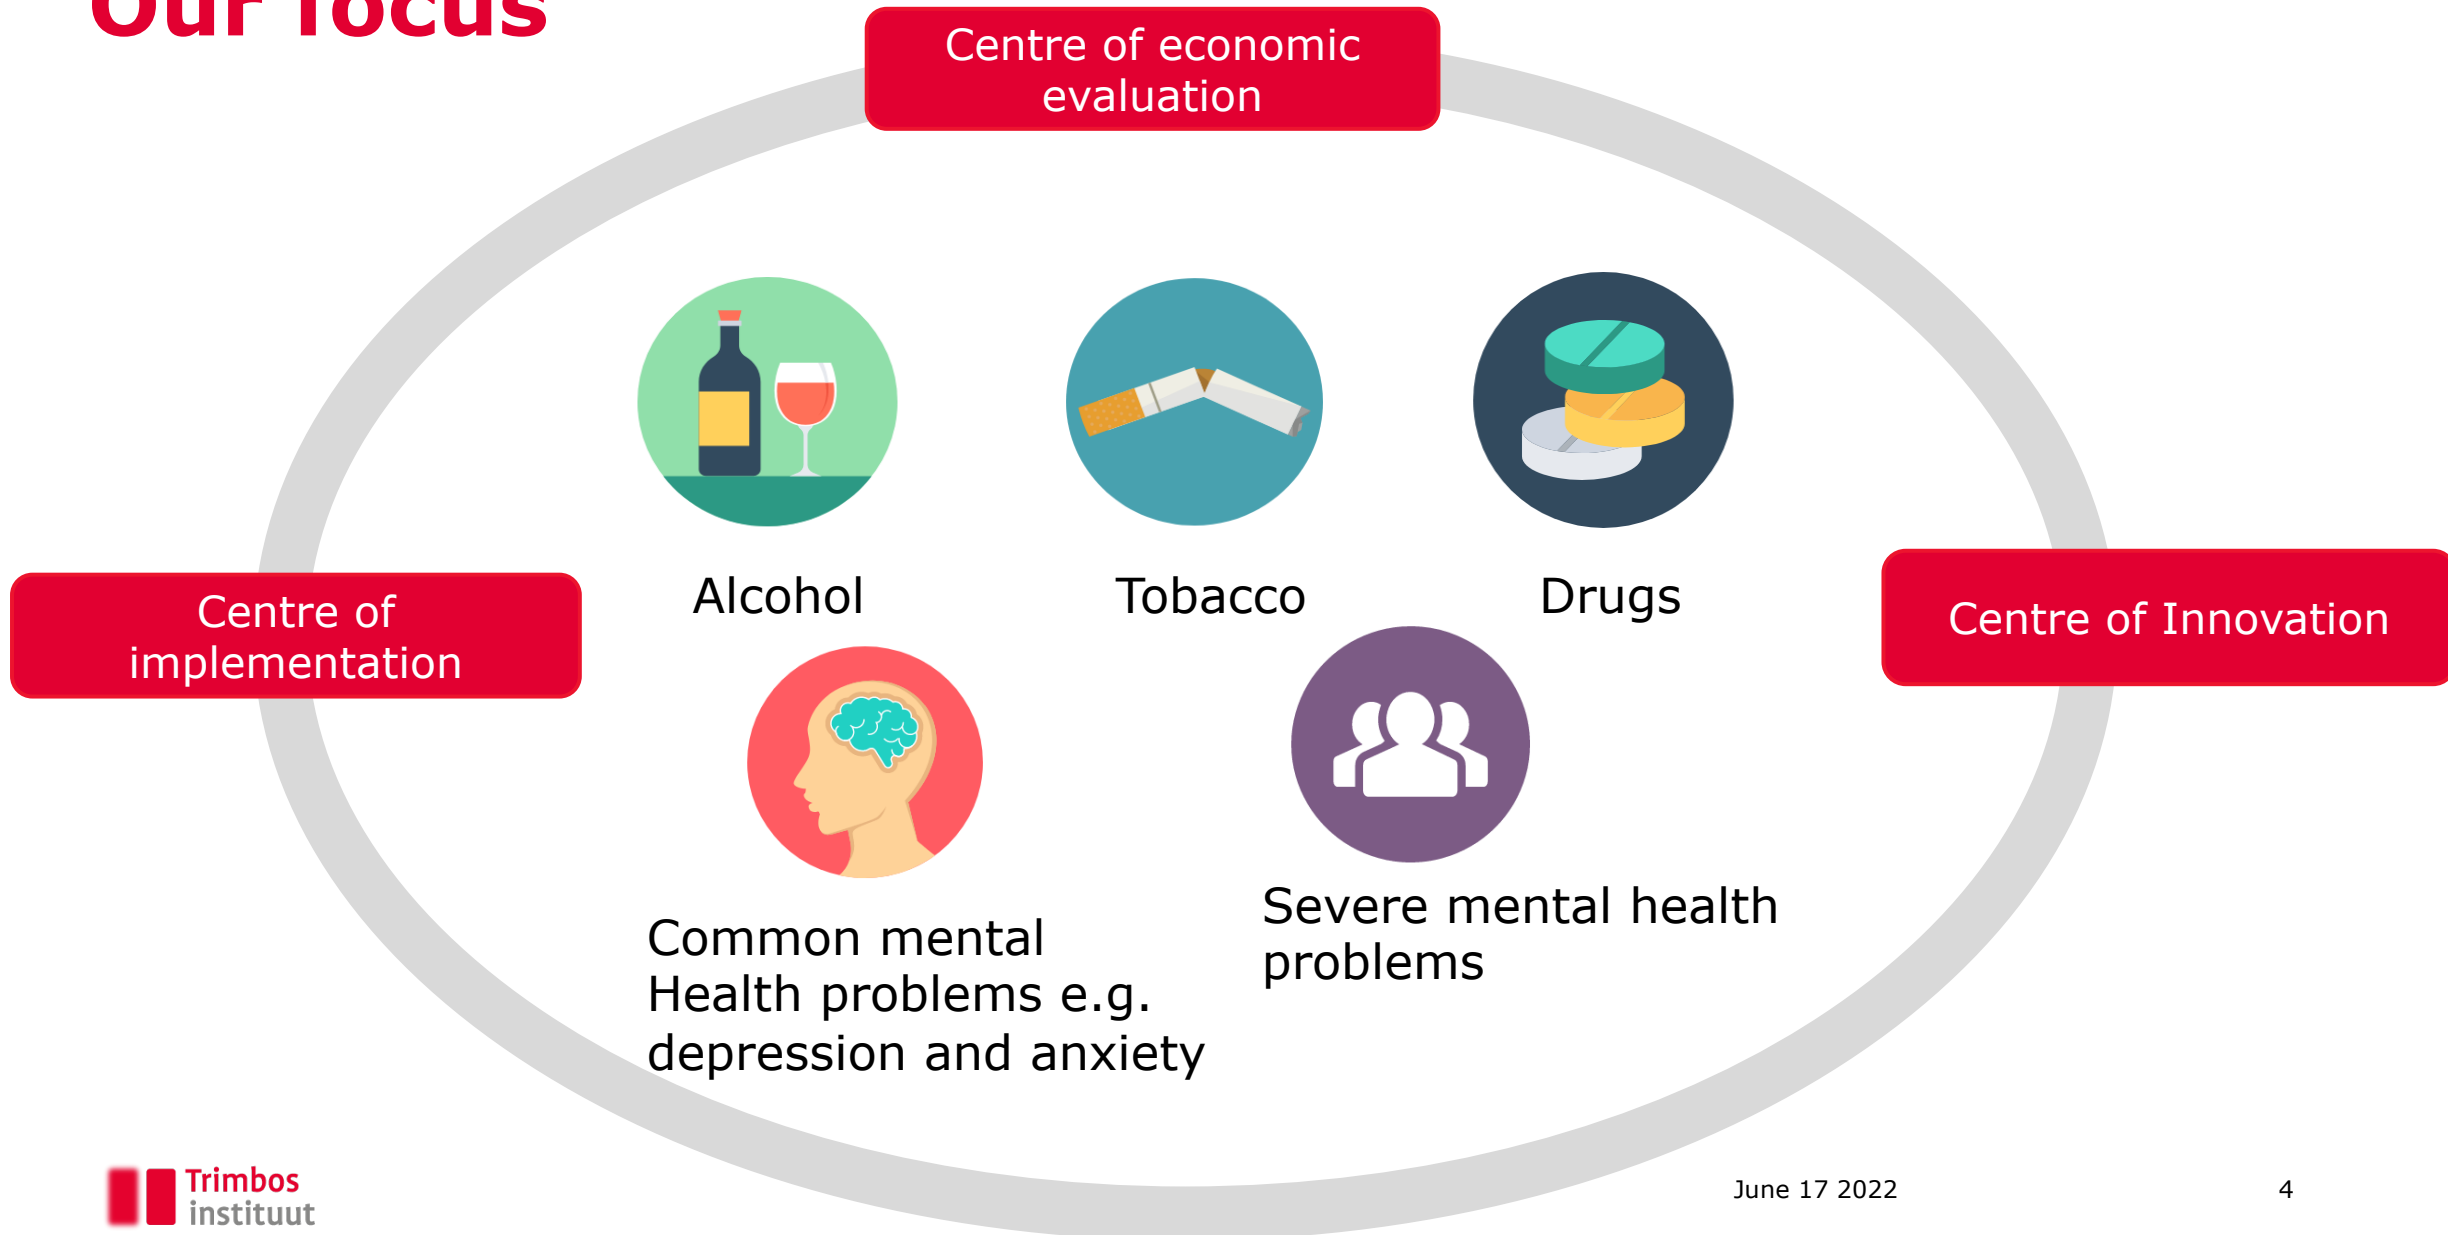 Our focus
Centre of economic
evaluation
Alcohol
Tobacco
Drugs
Centre of
implementation
Centre of Innovation
Common mental
Health problems e.g.
depression and anxiety
Severe mental health
problems
Trimbos
instituut
June 17 2022
4